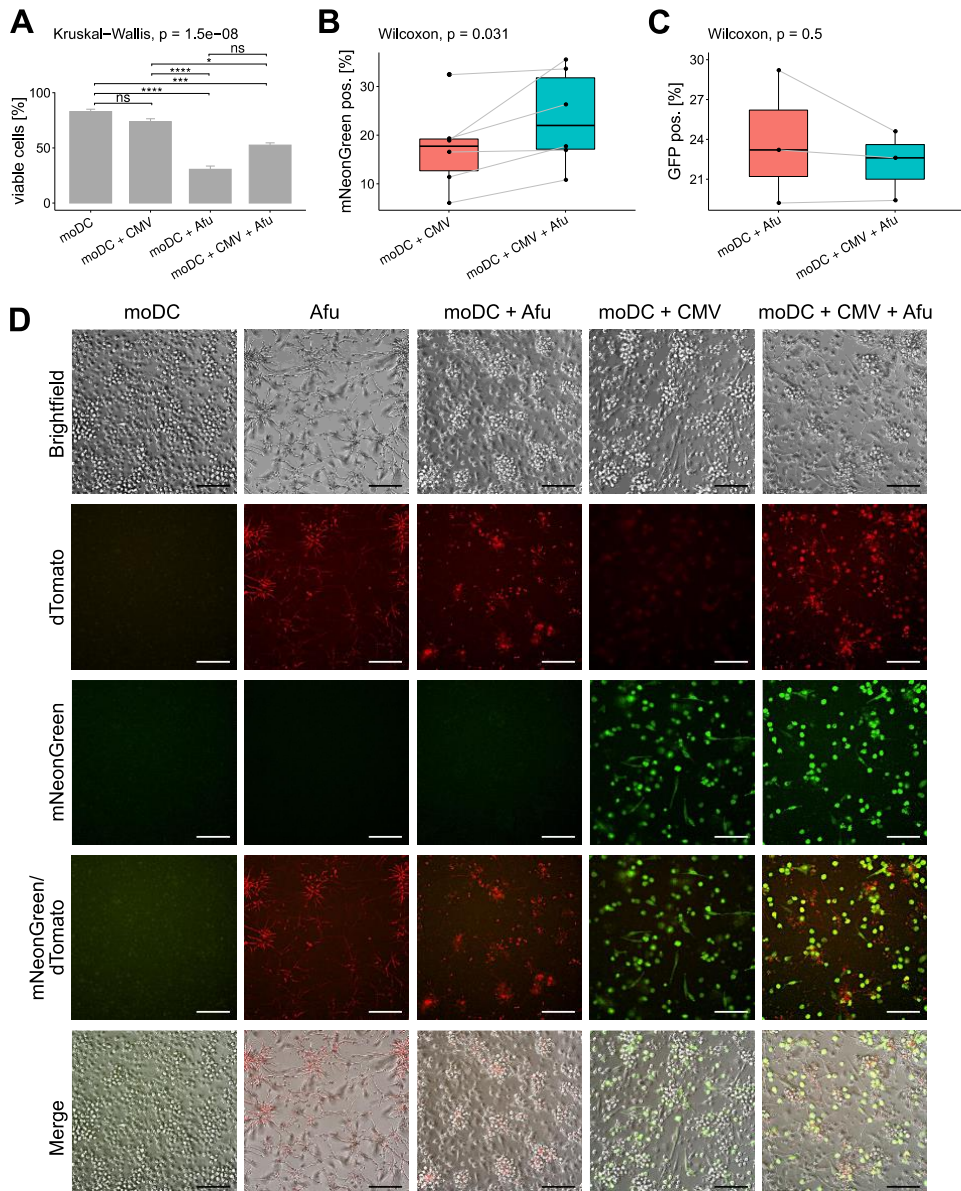 A
Kruskal−Wallis, p = 1.5e−08
ns
*
****
***
****
ns
viable cells [%]
100
50
0
moDC
moDC + CMV
moDC + Afu
moDC + CMV + Afu
B
Wilcoxon, p = 0.031
mNeonGreen pos. [%]
30
20
10
moDC + CMV
moDC + CMV + Afu
C
Wilcoxon, p = 0.5
GFP pos. [%]
30
27
24
21
moDC + Afu
moDC + CMV + Afu
D
moDC
Afu
moDC + Afu
moDC + CMV
moDC + CMV + Afu
Brightfield
dTomato
mNeonGreen
mNeonGreen/
dTomato
Merge